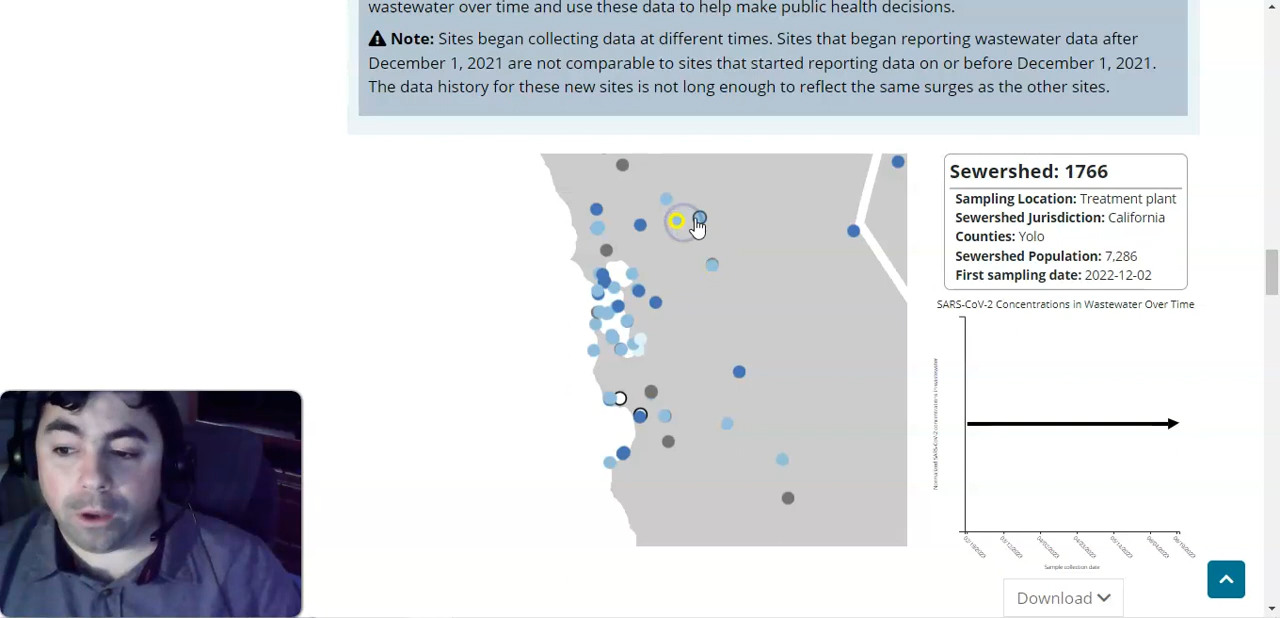 wastewater over time and use these data to help make public health decisions.
Note: Sites began collecting data at different times. Sites that began reporting wastewater data after
December 1, 2021 are not comparable to sites that started reporting data on or before December 1, 2021.
The data history for these new sites is not long enough to reflect the same surges as the other sites.
Sewershed: 1766
Sampling Location: Treatment plant
Sewershed Jurisdiction: California
Counties: Yolo
Sewershed Population: 7,286
First sampling date: 2022-12-02
SARS-CoV-2 Concentrations in Wastewater Over Time
Sample collection date
Download